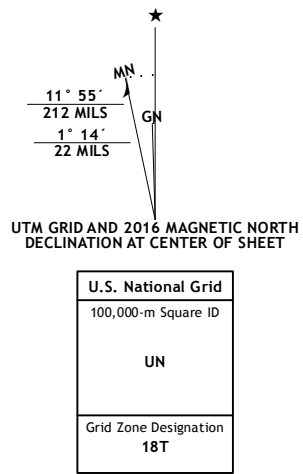 ★
MN
GN
11° 55´
212 MILS
1° 14´
22 MILS
UTM GRID AND 2016 MAGNETIC NORTH
DECLINATION AT CENTER OF SHEET
U.S. National Grid
100,000-m Square ID
UN
Grid Zone Designation
18T